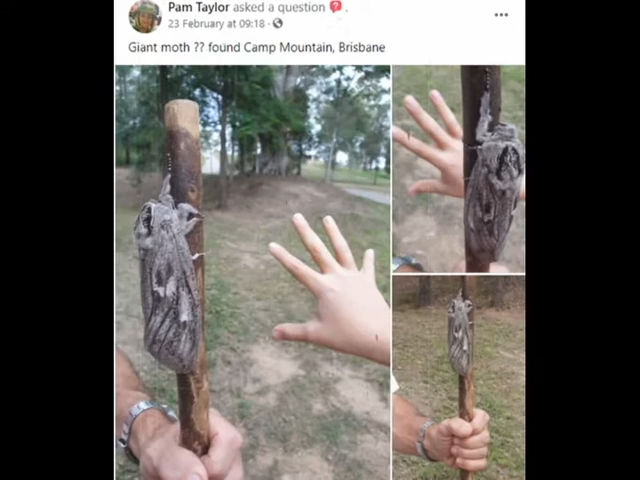 Pam Taylor asked a question ❓ .
23 February at 09:18 ·
Giant moth ?? found Camp Mountain, Brisbane